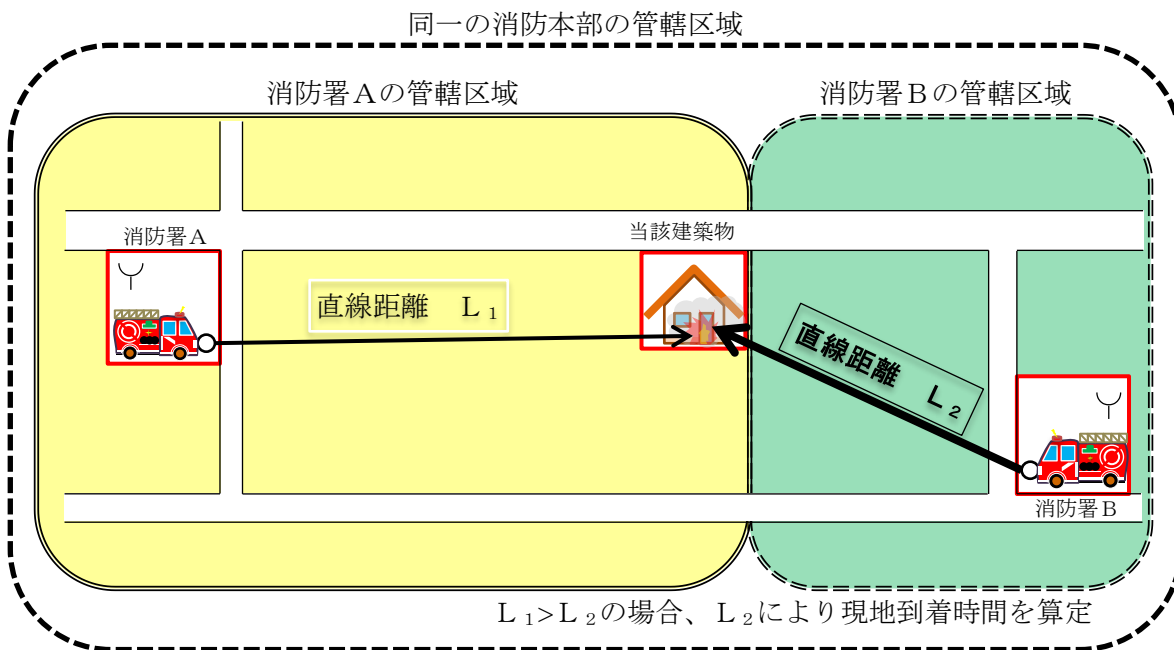 同一の消防本部の管轄区域
消防署Aの管轄区域
消防署Bの管轄区域
消防署A
当該建築物
直線距離 L₁
直線距離 L₂
消防署B
L₁>L₂の場合、L₂により現地到着時間を算定